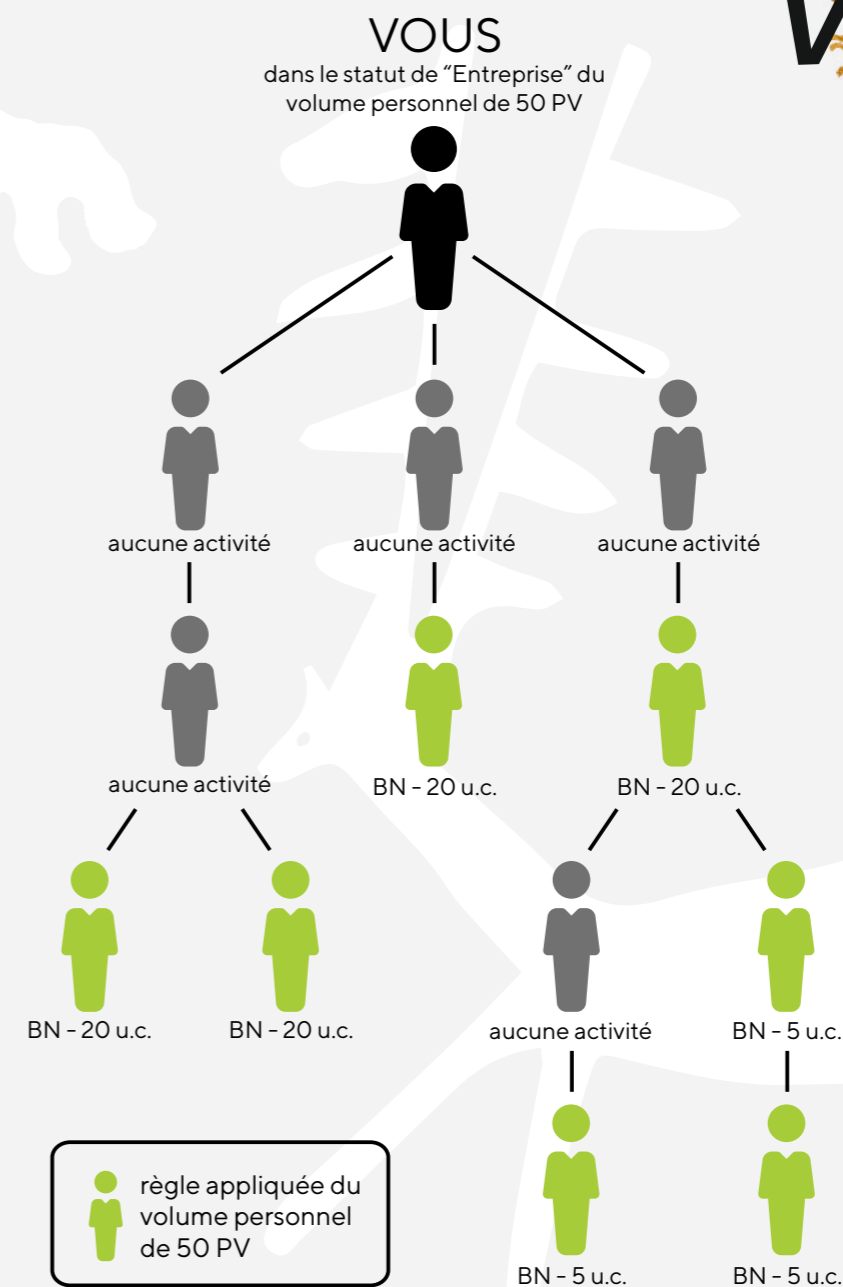 VOUS
dans le statut de “Entreprise” du
volume personnel de 50 PV
aucune activité
aucune activité
aucune activité
aucune activité
BN - 20 u.c.
BN - 20 u.c.
BN - 20 u.c.
BN - 20 u.c.
aucune activité
BN - 5 u.c.
règle appliquée du
volume personnel
de 50 PV
BN - 5 u.c.
BN - 5 u.c.